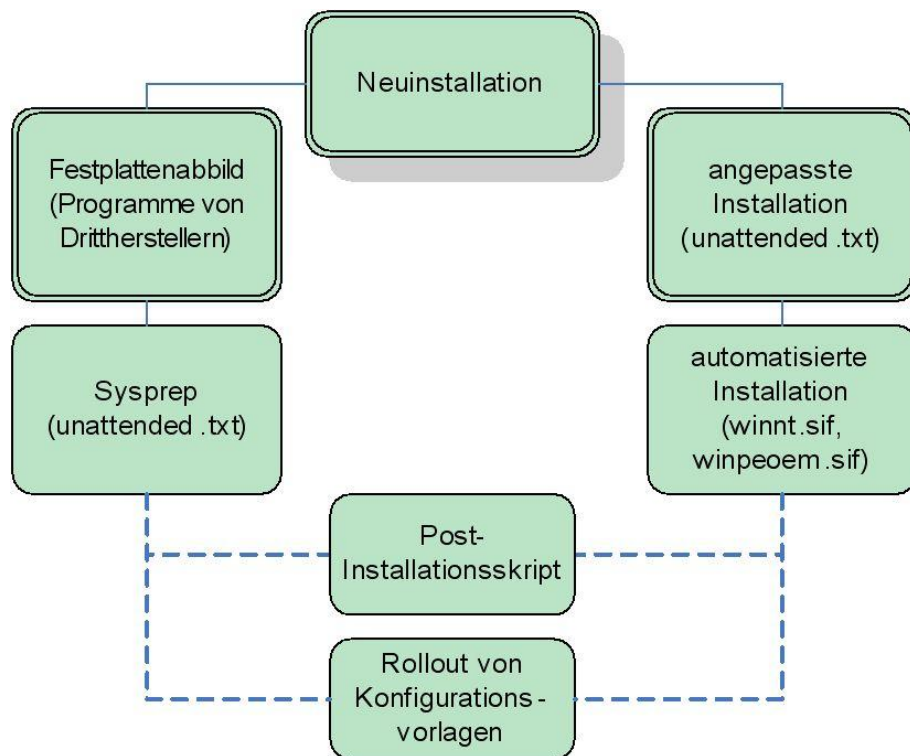 Neuinstallation
Festplattenabbild
(Programme von
Drittherstellern)
angepasste
Installation
(unattended .txt)
Sysprep
(unattended .txt)
automatisierte
Installation
(winnt .sif,
winpeoem .sif)
Post-
Installationsskript
Rollout von
Konfigurations -
vorlagen